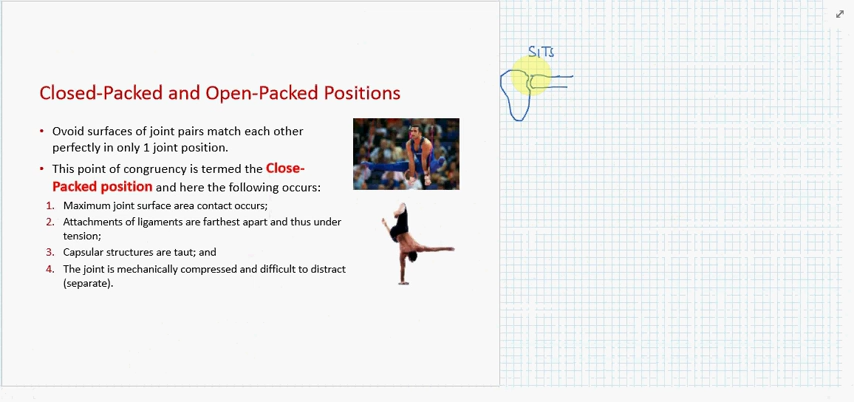 SITS
Closed-Packed and Open-Packed Positions
• Ovoid surfaces of joint pairs match each other
perfectly in only 1 joint position.
• This point of congruency is termed the Close-
Packed position and here the following occurs:
1. Maximum joint surface area contact occurs;
2. Attachments of ligaments are farthest apart and thus under
tension;
3. Capsular structures are taut; and
4. The joint is mechanically compressed and difficult to distract
(separate).